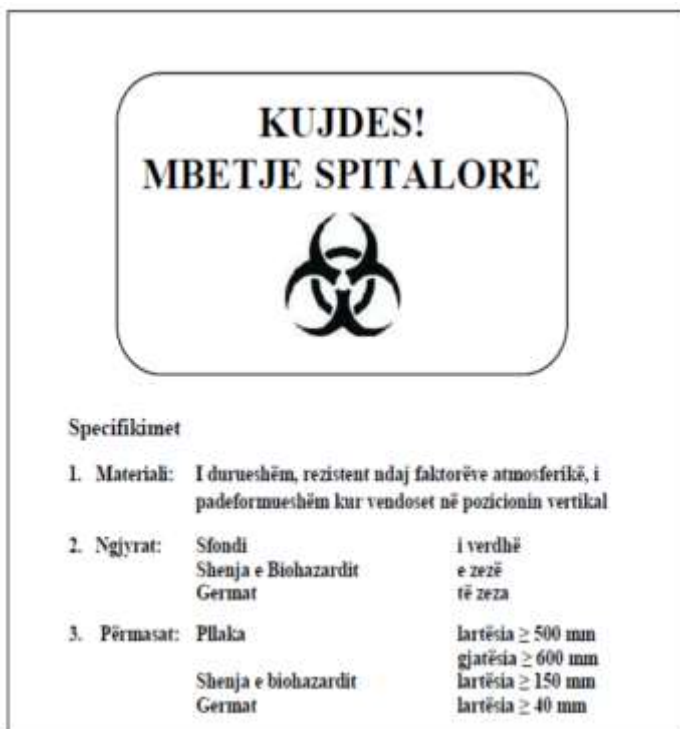 KUJDES!
MBETJE SPITALORE
Specifikimet
1. Materiali: I durueshëm, rezistent ndaj faktorëve atmosferikë, i
padeformueshëm kur vendoset në pozicionin vertikal
2. Ngjyrat: Sfondi i verdhë
Shenja e Biohazardit e zezë
Germat të zeza
3. Përmasat: Pllaka lartësia ≥ 500 mm
gjatësia ≥ 600 mm
Shenja e biohazardit lartësia ≥ 150 mm
Germat lartësia ≥ 40 mm